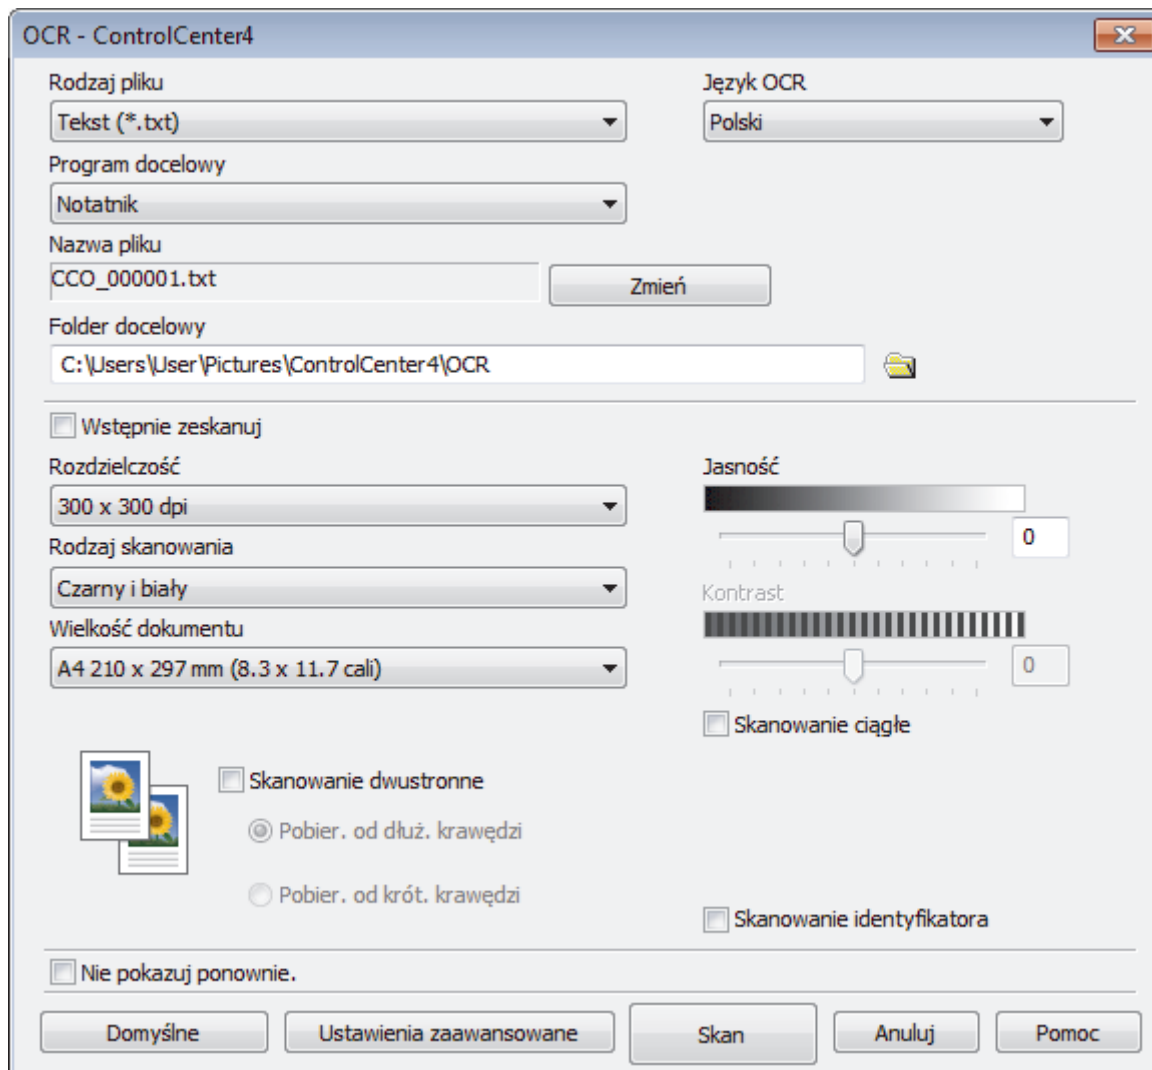 OCR - ControlCenter4
Rodzaj pliku
Język OCR
Tekst (*.txt)
Polski
Program docelowy
Notatnik
Nazwa pliku
CCO_000001.txt
Zmień
Folder docelowy
C:\Users\User\Pictures\ControlCenter4\OCR
Wstępnie zeskanuj
Rozdzielczość
Jasność
300 x 300 dpi
0
Rodzaj skanowania
Czarny i biały
Kontrast
Wielkość dokumentu
A4 210 x 297 mm (8.3 x 11.7 cali)
0
Skanowanie ciągłe
Skanowanie dwustronne
Pobier. od dłuż. krawędzi
Pobier. od krót. krawędzi
Skanowanie identyfikatora
Nie pokazuj ponownie.
Domyślne
Ustawienia zaawansowane
Skan
Anuluj
Pomoc